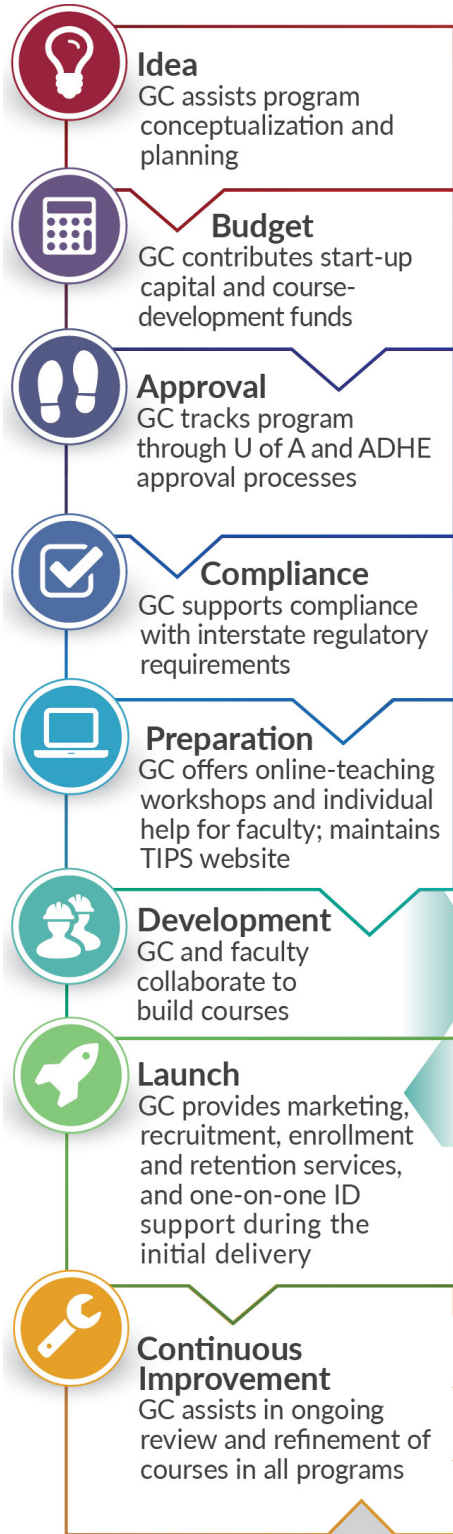 Idea
GC assists program
conceptualization and
planning
Budget
GC contributes start-up
capital and course-
development funds
Approval
GC tracks program
through U of A and ADHE
approval processes
Compliance
GC supports compliance
with interstate regulatory
requirements
Preparation
GC offers online-teaching
workshops and individual
help for faculty; maintains
TIPS website
Development
GC and faculty
collaborate to
build courses
Launch
GC provides marketing,
recruitment, enrollment
and retention services,
and one-on-one ID
support during the
initial delivery
Continuous
Improvement
GC assists in ongoing
review and refinement of
courses in all programs